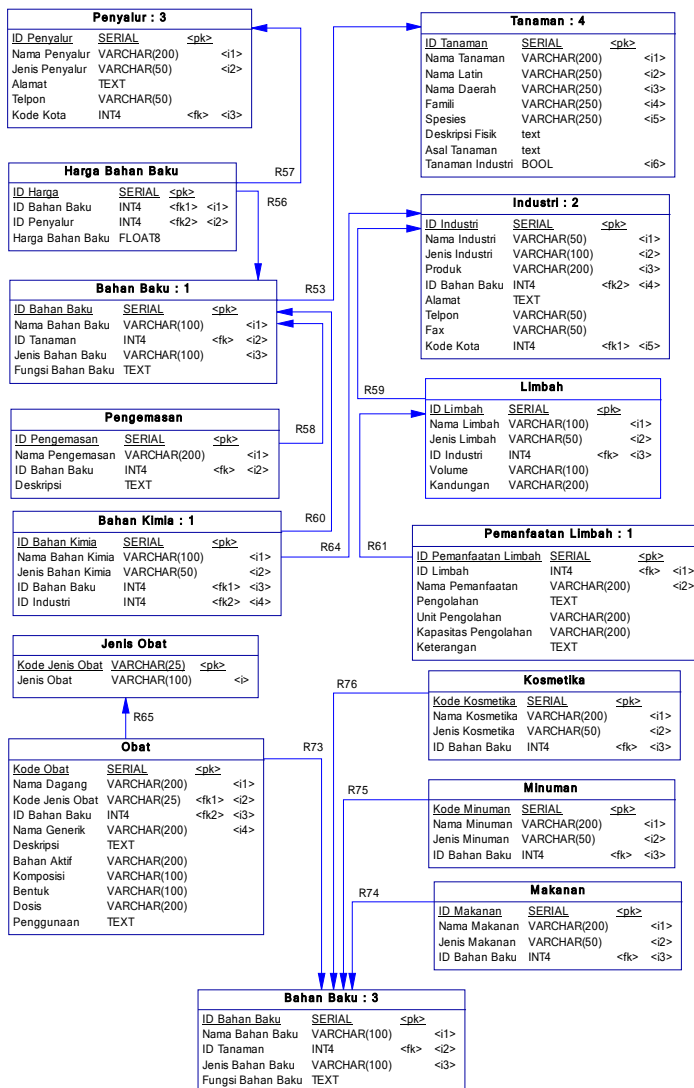 Penyalur : 3
ID Penyalur SERIAL <pk>
Nama Penyalur VARCHAR(200) <i1>
Jenis Penyalur VARCHAR(50) <i2>
Alamat TEXT
Telpon VARCHAR(50)
Kode Kota INT4 <fk> <i3>
Tanaman : 4
ID Tanaman SERIAL <pk>
Nama Tanaman VARCHAR(200) <i1>
Nama Latin VARCHAR(250) <i2>
Nama Daerah VARCHAR(250) <i3>
Famili VARCHAR(250) <i4>
Spesies VARCHAR(250) <i5>
Deskripsi Fisik text
Asal Tanaman text
Tanaman Industri BOOL <i6>
R57
R56
R53
Harga Bahan Baku
ID Harga SERIAL <pk>
ID Bahan Baku INT4 <fk1> <i1>
ID Penyalur INT4 <fk2> <i2>
Harga Bahan Baku FLOAT8
Industri : 2
ID Industri SERIAL <pk>
Nama Industri VARCHAR(50) <i1>
Jenis Industri VARCHAR(100) <i2>
Produk VARCHAR(200) <i3>
ID Bahan Baku INT4 <fk2> <i4>
Alamat TEXT
Telpon VARCHAR(50)
Fax VARCHAR(50)
Kode Kota INT4 <fk1> <i5>
Bahan Baku : 1
ID Bahan Baku SERIAL <pk>
Nama Bahan Baku VARCHAR(100) <i1>
ID Tanaman INT4 <fk> <i2>
Jenis Bahan Baku VARCHAR(100) <i3>
Fungsi Bahan Baku TEXT
R59
Limbah
ID Limbah SERIAL <pk>
Nama Limbah VARCHAR(100) <i1>
Jenis Limbah VARCHAR(50) <i2>
ID Industri INT4 <fk> <i3>
Volume VARCHAR(100)
Kandungan VARCHAR(200)
Pengemasan
ID Pengemasan SERIAL <pk>
Nama Pengemasan VARCHAR(200) <i1>
ID Bahan Baku INT4 <fk> <i2>
Deskripsi TEXT
R58
R60
R64
R61
Bahan Kimia : 1
ID Bahan Kimia SERIAL <pk>
Nama Bahan Kimia VARCHAR(100) <i1>
Jenis Bahan Kimia VARCHAR(50) <i2>
ID Bahan Baku INT4 <fk1> <i3>
ID Industri INT4 <fk2> <i4>
Pemanfaatan Limbah : 1
ID Pemanfaatan Limbah SERIAL <pk>
ID Limbah INT4 <fk> <i1>
Nama Pemanfaatan VARCHAR(200) <i2>
Pengolahan TEXT
Unit Pengolahan VARCHAR(200)
Kapasitas Pengolahan VARCHAR(200)
Keterangan TEXT
Jenis Obat
Kode Jenis Obat VARCHAR(25) <pk>
Jenis Obat VARCHAR(100) <i>
R65
R76
Kosmetika
Kode Kosmetika SERIAL <pk>
Nama Kosmetika VARCHAR(200) <i1>
Jenis Kosmetika VARCHAR(50) <i2>
ID Bahan Baku INT4 <fk> <i3>
Obat
Kode Obat SERIAL <pk>
Nama Dagang VARCHAR(200) <i1>
Kode Jenis Obat VARCHAR(25) <fk1> <i2>
ID Bahan Baku INT4 <fk2> <i3>
Nama Generik VARCHAR(200) <i4>
Deskripsi TEXT
Bahan Aktif VARCHAR(200)
Komposisi VARCHAR(100)
Bentuk VARCHAR(100)
Dosis VARCHAR(200)
Penggunaan TEXT
R73
R75
Minuman
Kode Minuman SERIAL <pk>
Nama Minuman VARCHAR(200) <i1>
Jenis Minuman VARCHAR(50) <i2>
ID Bahan Baku INT4 <fk> <i3>
R74
Makanan
ID Makanan SERIAL <pk>
Nama Makanan VARCHAR(200) <i1>
Jenis Makanan VARCHAR(50) <i2>
ID Bahan Baku INT4 <fk> <i3>
Bahan Baku : 3
ID Bahan Baku SERIAL <pk>
Nama Bahan Baku VARCHAR(100) <i1>
ID Tanaman INT4 <fk> <i2>
Jenis Bahan Baku VARCHAR(100) <i3>
Fungsi Bahan Baku TEXT